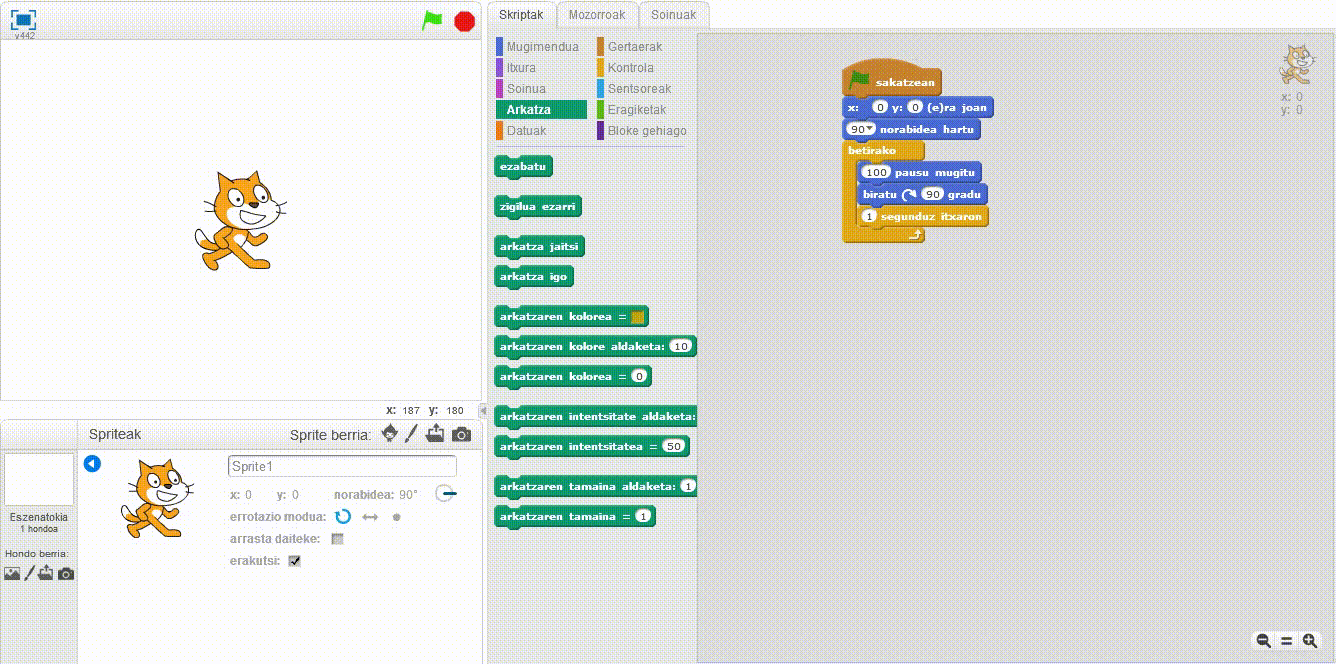 v442
x: 187 y: 180
Spriteak Sprite berria:
Eszenatokia
1 hondoa
Hondo berria:
Sprite1
x: 0 y: 0 norabidea: 90°
errotazio modua:
arrasta daiteke:
erakutsi:
Skriptak Mozorroak Soinuak
Mugimendua Gertaerak
Itxura Kontrola
Soinua Sentsoreak
Arkatza Eragiketak
Datuak Bloke gehiago
ezabatu
zigilua ezarri
arkatza jaitsi
arkatza igo
arkatzaren kolorea =
arkatzaren kolore aldaketa: 10
arkatzaren kolorea = 0
arkatzaren intentsitate aldaketa:
arkatzaren intentsitatea = 50
arkatzaren tamaina aldaketa: 1
arkatzaren tamaina = 1
sakatzean
x: 0 y: 0 (e)ra joan
90 norabidea hartu
betirako
100 pausu mugitu
biratu 90 gradu
1 segunduz itxaron
x: 0
y: 0